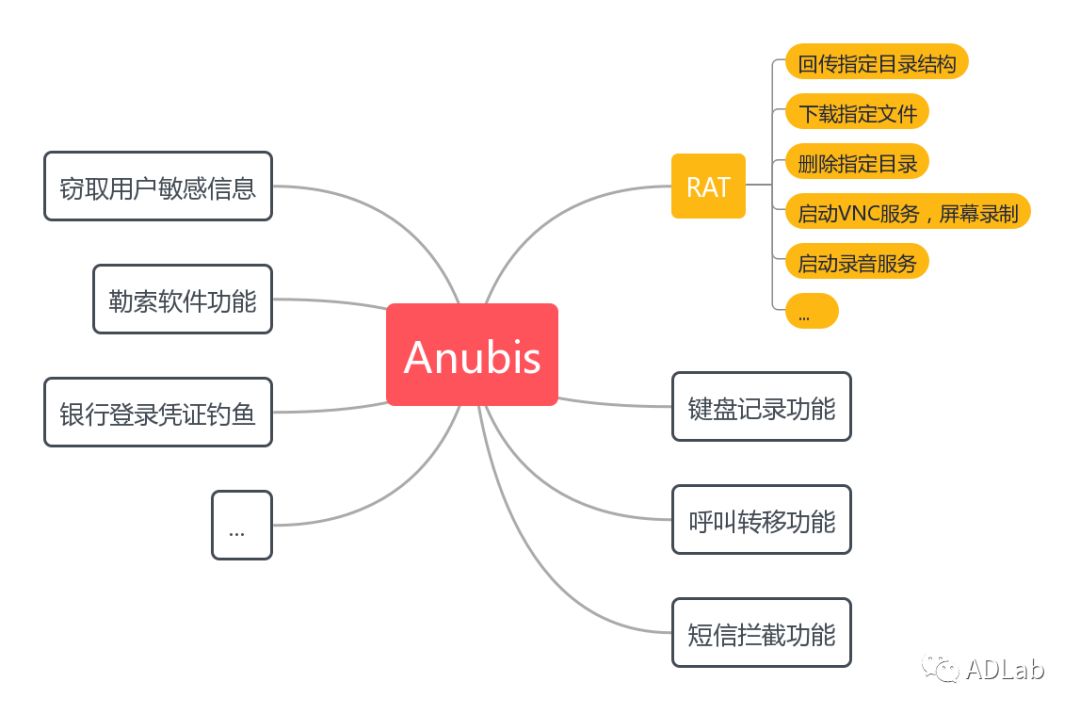 Anubis
窃取用户敏感信息
勒索软件功能
银行登录凭证钓鱼
...
RAT
回传指定目录结构
下载指定文件
删除指定目录
启动VNC服务，屏幕录制
启动录音服务
...
键盘记录功能
呼叫转移功能
短信拦截功能
ADLab